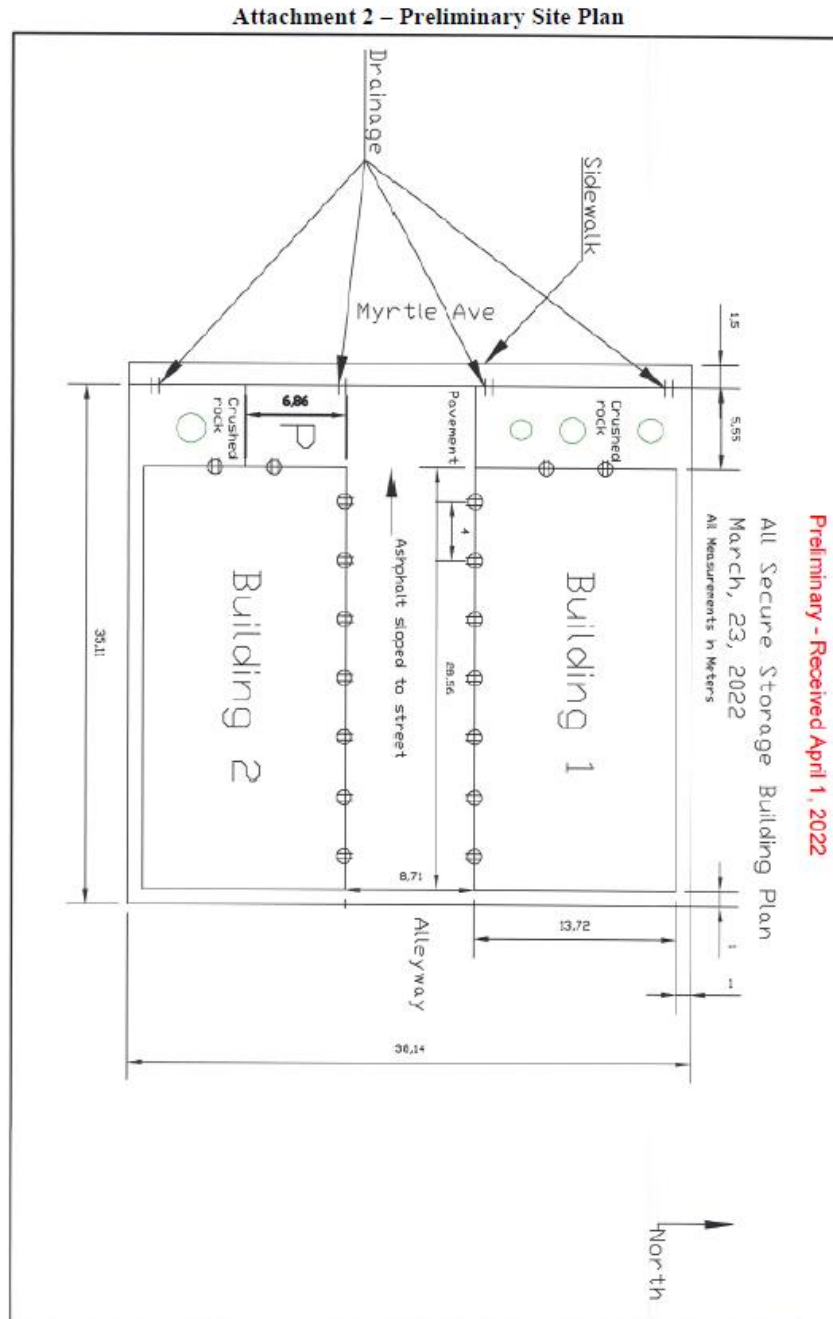 Attachment 2 – Preliminary Site Plan
Drainage
Sidewalk
Myrtle Ave
1,5
6,86
P
Crushed
rock
Pavement
Crushed
rock
5,55
4
Ashphalt sloped to street
28,56
Building 1
Building 2
35,11
8,71
Alleyway
13,72
1
1
38,14
North
Preliminary - Received April 1, 2022
All Secure Storage Building Plan
March, 23, 2022
All Measurements in Meters